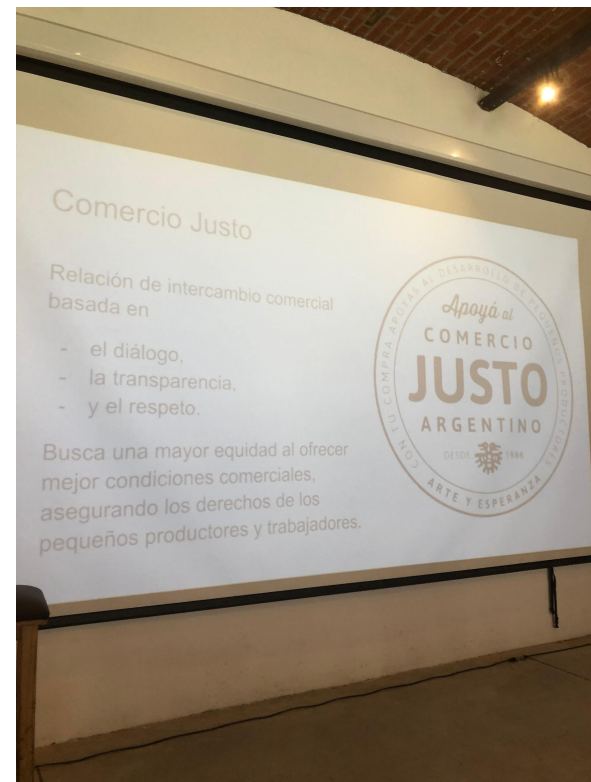 Comercio Justo
Relación de intercambio comercial
basada en
- el diálogo,
- la transparencia,
- y el respeto.
Busca una mayor equidad al ofrecer
mejor condiciones comerciales,
asegurando los derechos de los
pequeños productores y trabajadores.
CON TU COMPRA APOYAS AL DESARROLLO DE PEQUEÑOS PRODUCTORES
Apoyá al
COMERCIO
JUSTO
ARGENTINO
DESDE
ARTE Y ESPERANZA